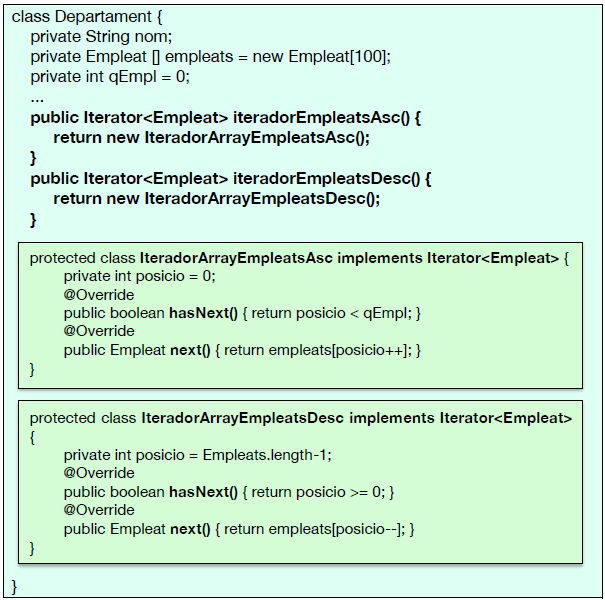 class Departament {
private String nom;
private Empleat [] empleats = new Empleat[100];
private int qEmpl = 0;
...
public Iterator<Empleat> iteradorEmpleatsAsc() {
return new IteradorArrayEmpleatsAsc();
}
public Iterator<Empleat> iteradorEmpleatsDesc() {
return new IteradorArrayEmpleatsDesc();
}
protected class IteradorArrayEmpleatsAsc implements Iterator<Empleat> {
private int posicio = 0;
@Override
public boolean hasNext() { return posicio < qEmpl; }
@Override
public Empleat next() { return empleats[posicio++]; }
}
protected class IteradorArrayEmpleatsDesc implements Iterator<Empleat>
{
private int posicio = Empleats.length-1;
@Override
public boolean hasNext() { return posicio >= 0; }
@Override
public Empleat next() { return empleats[posicio--]; }
}
}